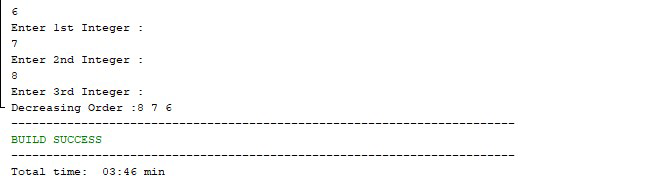 6
Enter 1st Integer :
7
Enter 2nd Integer :
8
Enter 3rd Integer :
Decreasing Order :8 7 6
------------------------------------------------------------------------
BUILD SUCCESS
------------------------------------------------------------------------
Total time:  03:46 min